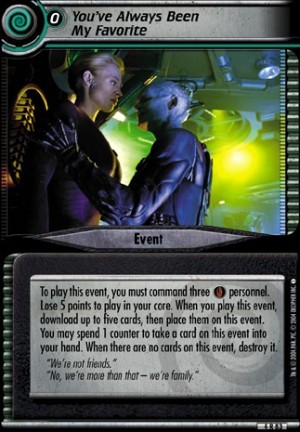 0
You've Always Been
My Favorite
Event
To play this event, you must command three personnel.
Lose 5 points to play in your core. When you play this event,
download up to five cards, then place them on this event.
You may spend 1 counter to take a card on this event into
your hand. When there are no cards on this event, destroy it.
"We're not friends."
"No, we're more than that – we're family."